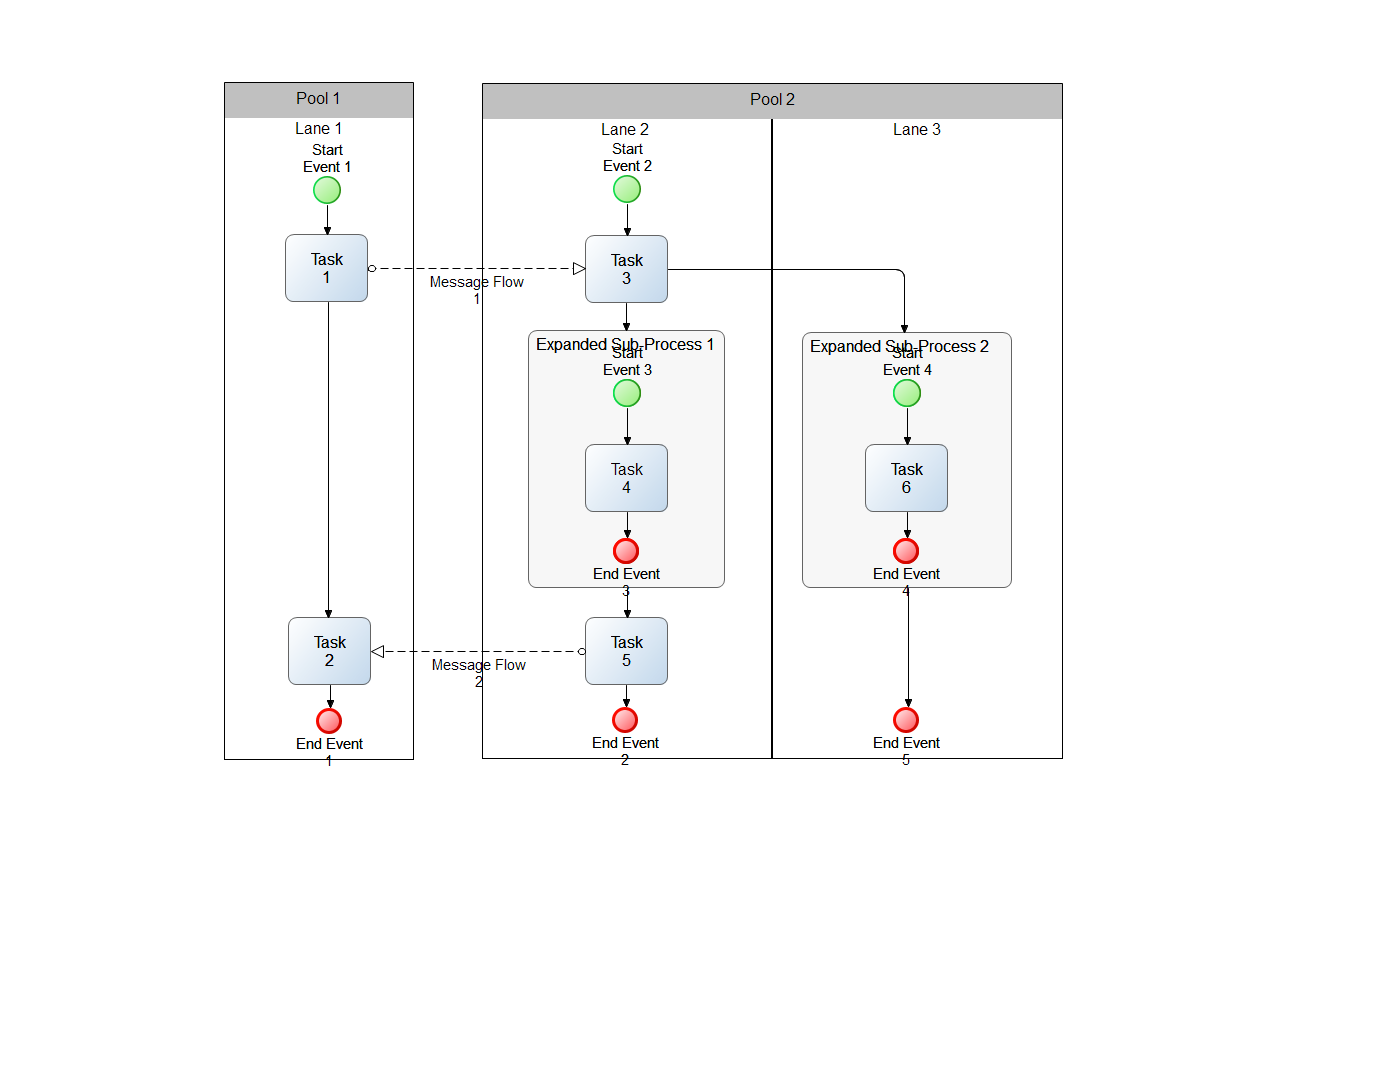 Pool 1
Lane 1
Start
Event 1
Task
1
Message Flow
1
Task
2
Message Flow
2
End Event
1
Pool 2
Lane 2
Start
Event 2
Task
3
Expanded Sub-Process 1
Start
Event 3
Task
4
End Event
3
Task
5
End Event
2
Lane 3
Expanded Sub-Process 2
Start
Event 4
Task
6
End Event
4
End Event
5